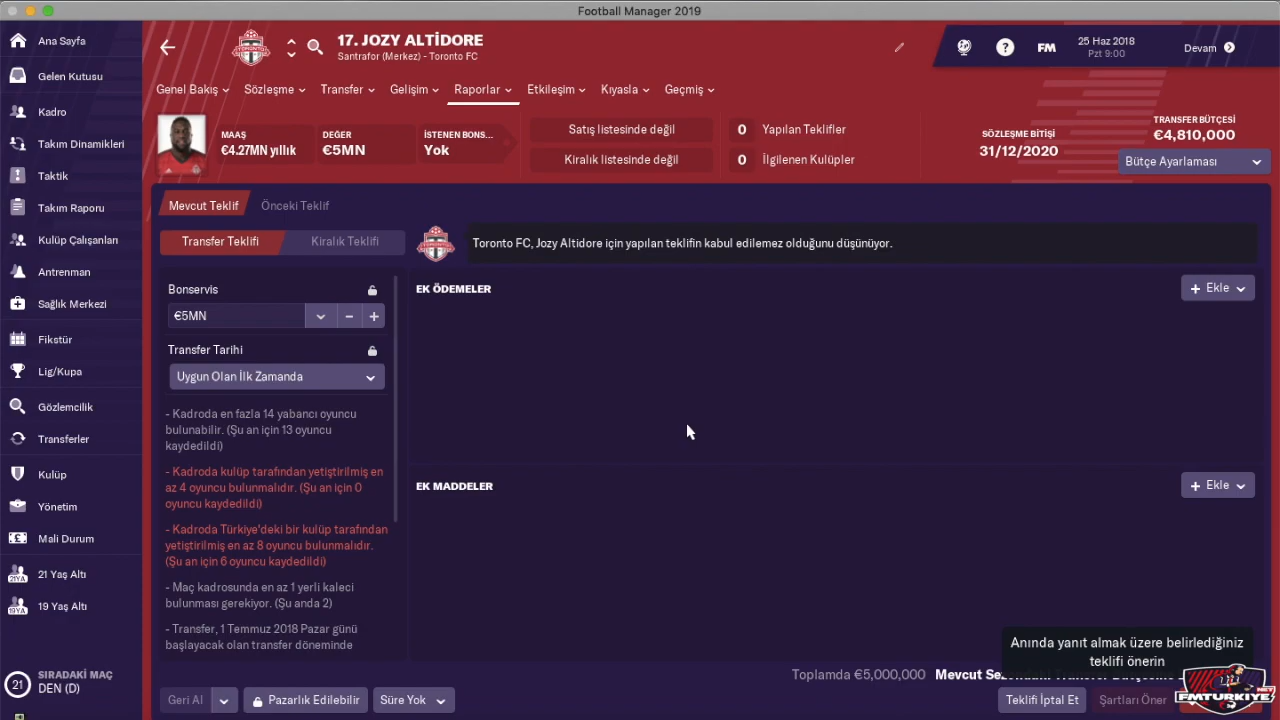 Football Manager 2019
Ana Sayfa
Gelen Kutusu
Kadro
Takım Dinamikleri
Taktik
Takım Raporu
Kulüp Çalışanları
Antrenman
Sağlık Merkezi
Fikstür
Lig/Kupa
Gözlemcilik
Transferler
Kulüp
Yönetim
Mali Durum
21YA
21 Yaş Altı
19YA
19 Yaş Altı
21
SIRADAKİ MAÇ
DEN (D)
TORONTO
17. JOZY ALTİDORE
Santrafor (Merkez) - Toronto FC
FM
25 Haz 2018
Pzt 9:00
Devam
Genel Bakış
Sözleşme
Transfer
Gelişim
Raporlar
Etkileşim
Kıyasla
Geçmiş
MAAŞ
€4.27MN yıllık
DEĞER
€5MN
İSTENEN BONS...
Yok
Satış listesinde değil
Kiralık listesinde değil
0 Yapılan Teklifler
0 İlgilenen Kulüpler
SÖZLEŞME BİTİŞİ
31/12/2020
TRANSFER BÜTÇESİ
€4,810,000
Bütçe Ayarlaması
Mevcut Teklif
Önceki Teklif
Transfer Teklifi
Kiralık Teklifi
TORONTO
Toronto FC, Jozy Altidore için yapılan teklifin kabul edilemez olduğunu düşünüyor.
Bonservis
€5MN
Transfer Tarihi
Uygun Olan İlk Zamanda
- Kadroda en fazla 14 yabancı oyuncu
bulunabilir. (Şu an için 13 oyuncu
kaydedildi)
- Kadroda kulüp tarafından yetiştirilmiş en
az 4 oyuncu bulunmalıdır. (Şu an için 0
oyuncu kaydedildi)
- Kadroda Türkiye'deki bir kulüp tarafından
yetiştirilmiş en az 8 oyuncu bulunmalıdır.
(Şu an için 6 oyuncu kaydedildi)
- Maç kadrosunda en az 1 yerli kaleci
bulunması gerekiyor. (Şu anda 2)
- Transfer, 1 Temmuz 2018 Pazar günü
başlayacak olan transfer döneminde
EK ÖDEMELER
+ Ekle
EK MADDELER
+ Ekle
Anında yanıt almak üzere belirlediğiniz
teklifi önerin
Toplamda €5,000,000 Mevcut
Geri Al
Pazarlık Edilebilir
Süre Yok
Teklifi İptal Et
Şartları Öner
FMTURKIYE.NET